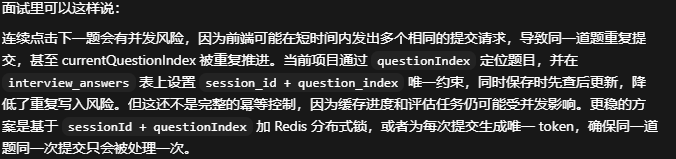 面试里可以这样说：
连续点击下一题会有并发风险，因为前端可能在短时间内发出多个相同的提交请求，导致同一道题重复提
交，甚至 currentQuestionIndex 被重复推进。当前项目通过 questionIndex 定位题目，并在
interview_answers 表上设置 session_id + question_index 唯一约束，同时保存时先查后更新，降
低了重复写入风险。但这还不是完整的幂等控制，因为缓存进度和评估任务仍可能受并发影响。更稳的方
案是基于 sessionId + questionIndex 加 Redis 分布式锁，或者为每次提交生成唯一 token，确保同一道
题同一次提交只会被处理一次。